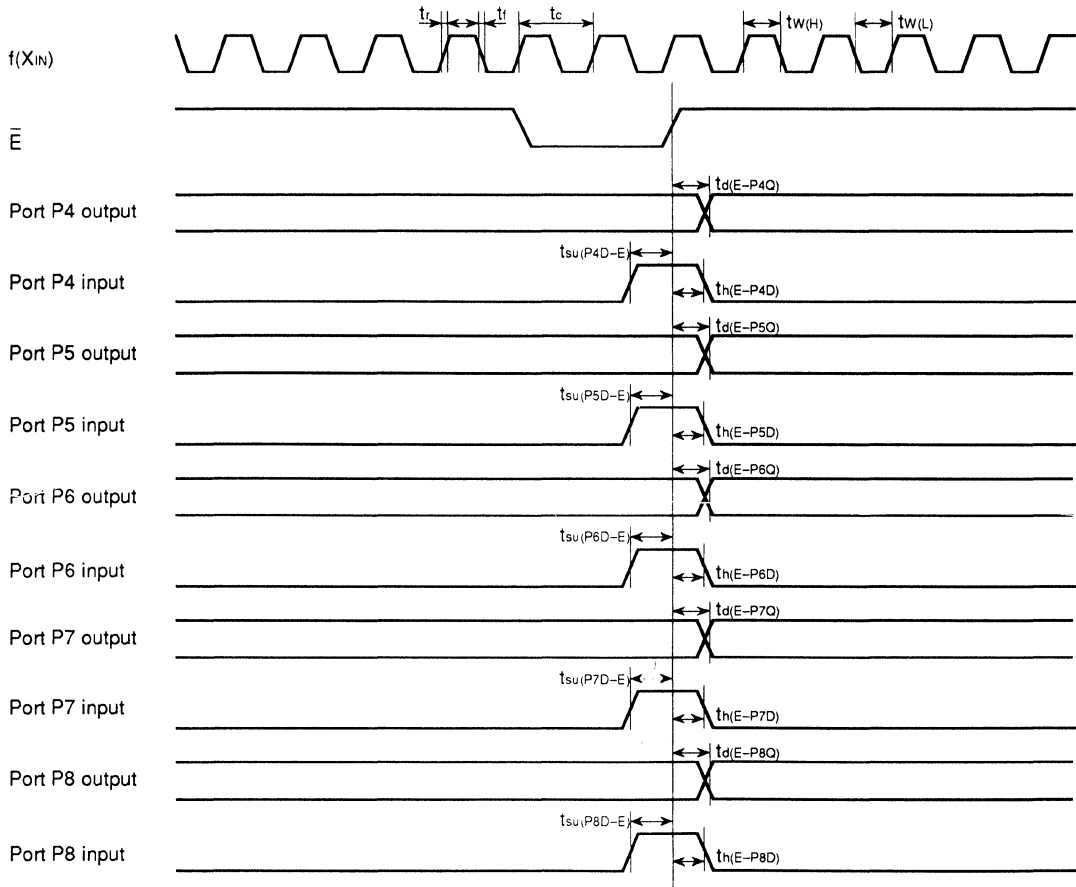 tr tf tc tW(H) tW(L)
f(XIN)
E̅
td(E–P4Q)
Port P4 output
tsu(P4D–E)
Port P4 input
th(E–P4D)
td(E–P5Q)
Port P5 output
tsu(P5D–E)
Port P5 input
th(E–P5D)
td(E–P6Q)
Port P6 output
tsu(P6D–E)
Port P6 input
th(E–P6D)
td(E–P7Q)
Port P7 output
tsu(P7D–E)
Port P7 input
th(E–P7D)
td(E–P8Q)
Port P8 output
tsu(P8D–E)
Port P8 input
th(E–P8D)